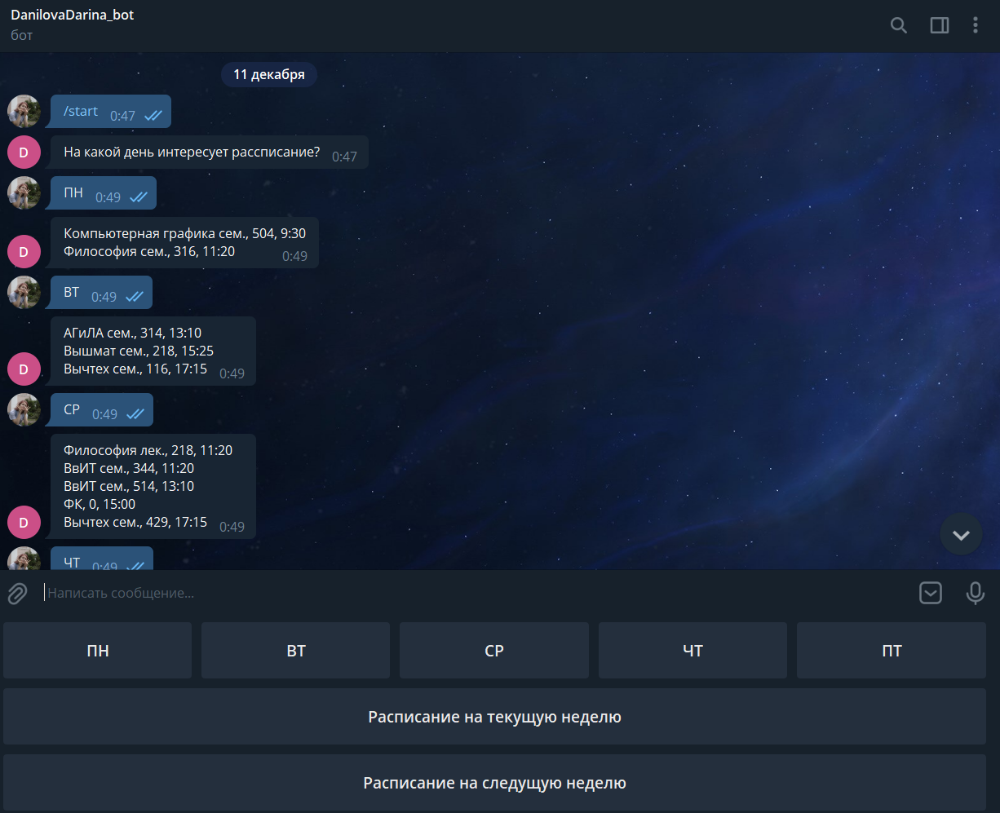 DanilovaDarina_bot
бот
11 декабря
/start 0:47
D На какой день интересует рассписание? 0:47
ПН 0:49
Компьютерная графика сем., 504, 9:30
D Философия сем., 316, 11:20 0:49
ВТ 0:49
АГиЛА сем., 314, 13:10
Вышмат сем., 218, 15:25
D Вычтех сем., 116, 17:15 0:49
СР 0:49
Философия лек., 218, 11:20
ВвИТ сем., 344, 11:20
ВвИТ сем., 514, 13:10
ФК, 0, 15:00
D Вычтех сем., 429, 17:15 0:49
ЧТ 0:49
Написать сообщение...
ПН ВТ СР ЧТ ПТ
Расписание на текущую неделю
Расписание на следущую неделю